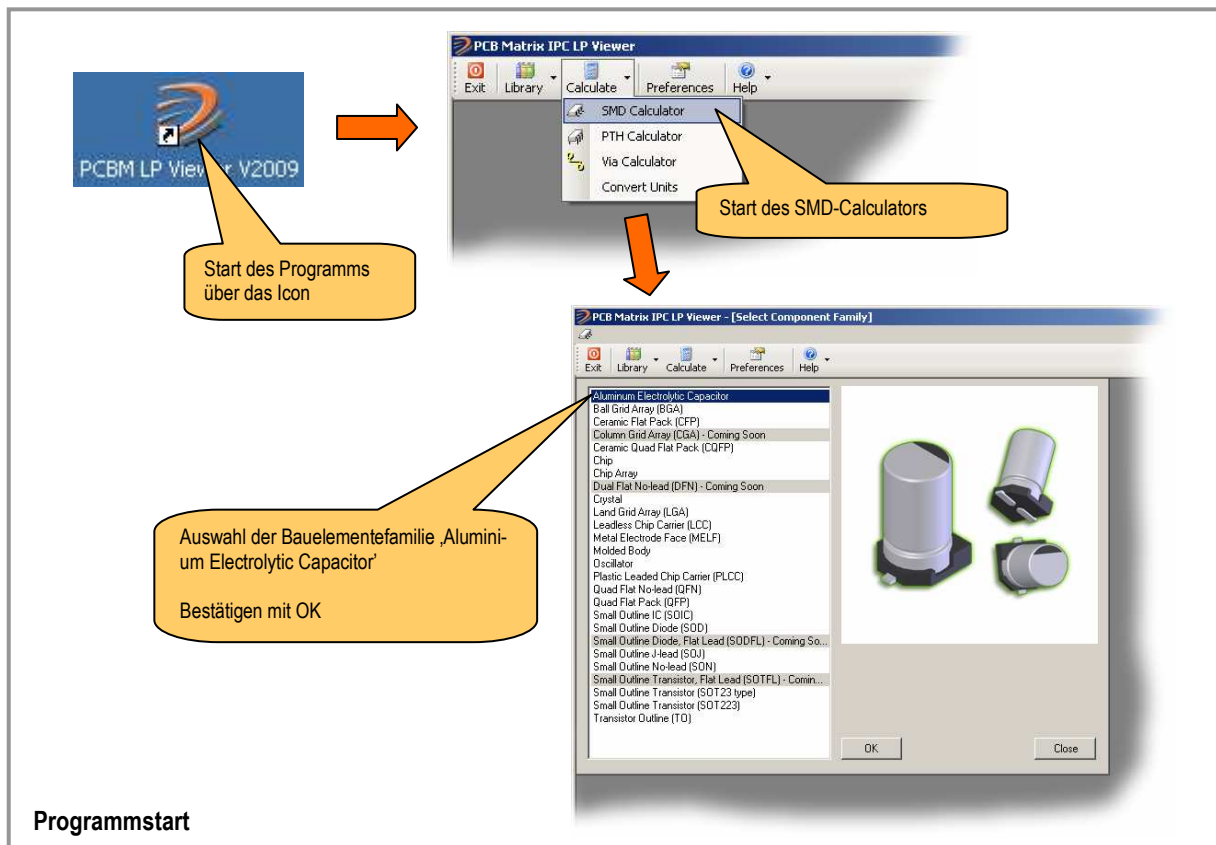 PCBM LP Viewer V2009
Start des Programms
über das Icon
PCB Matrix IPC LP Viewer
Exit Library Calculate Preferences Help
SMD Calculator
PTH Calculator
Via Calculator
Convert Units
Start des SMD-Calculators
PCB Matrix IPC LP Viewer - [Select Component Family]
Exit Library Calculate Preferences Help
Aluminum Electrolytic Capacitor
Ball Grid Array (BGA)
Ceramic Flat Pack (CFP)
Column Grid Array (CGA) - Coming Soon
Ceramic Quad Flat Pack (CQFP)
Chip
Chip Array
Dual Flat No-lead (DFN) - Coming Soon
Crystal
Land Grid Array (LGA)
Leadless Chip Carrier (LCC)
Metal Electrode Face (MELF)
Molded Body
Oscillator
Plastic Leaded Chip Carrier (PLCC)
Quad Flat No-lead (QFN)
Quad Flat Pack (QFP)
Small Outline IC (SOIC)
Small Outline Diode (SOD)
Small Outline Diode, Flat Lead (SODFL) - Coming So...
Small Outline J-lead (SOJ)
Small Outline No-lead (SON)
Small Outline Transistor, Flat Lead (SOTFL) - Comin...
Small Outline Transistor (SOT23 type)
Small Outline Transistor (SOT223)
Transistor Outline (TO)
OK Close
Auswahl der Bauelementefamilie ‚Alumini-
um Electrolytic Capacitor’
Bestätigen mit OK
Programmstart